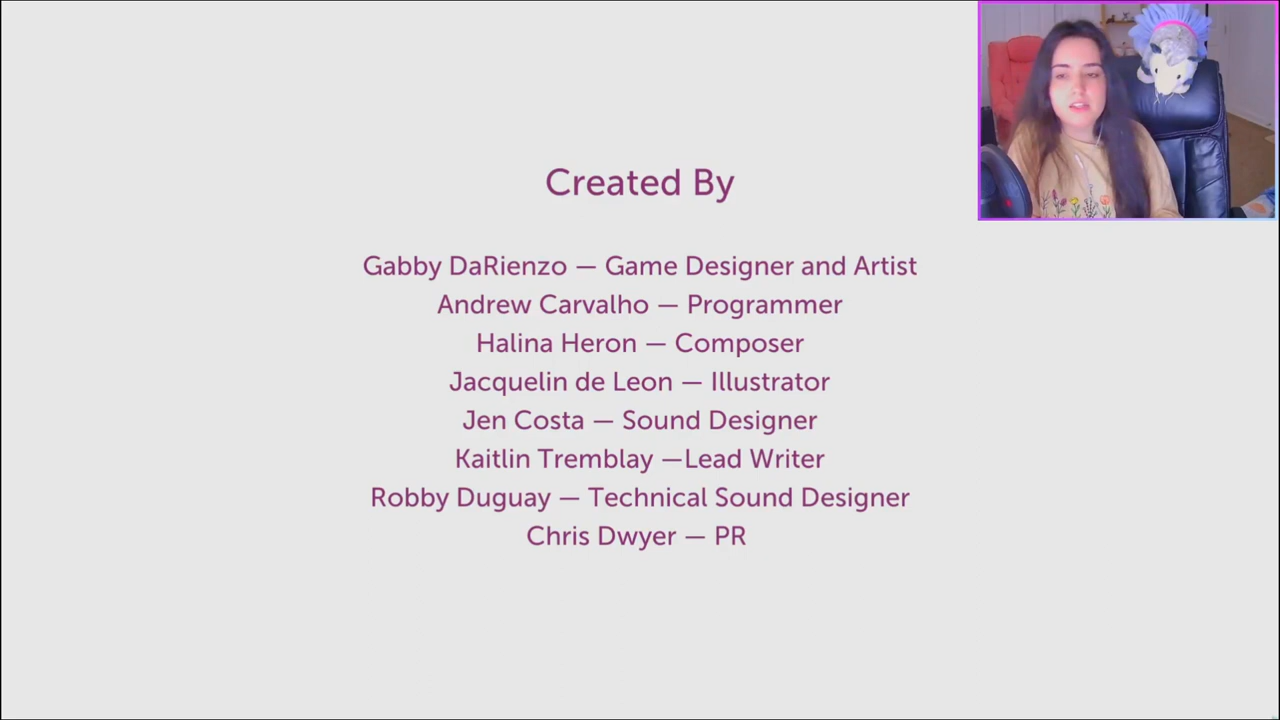 Created By
Gabby DaRienzo — Game Designer and Artist
Andrew Carvalho — Programmer
Halina Heron — Composer
Jacquelin de Leon — Illustrator
Jen Costa — Sound Designer
Kaitlin Tremblay —Lead Writer
Robby Duguay — Technical Sound Designer
Chris Dwyer — PR